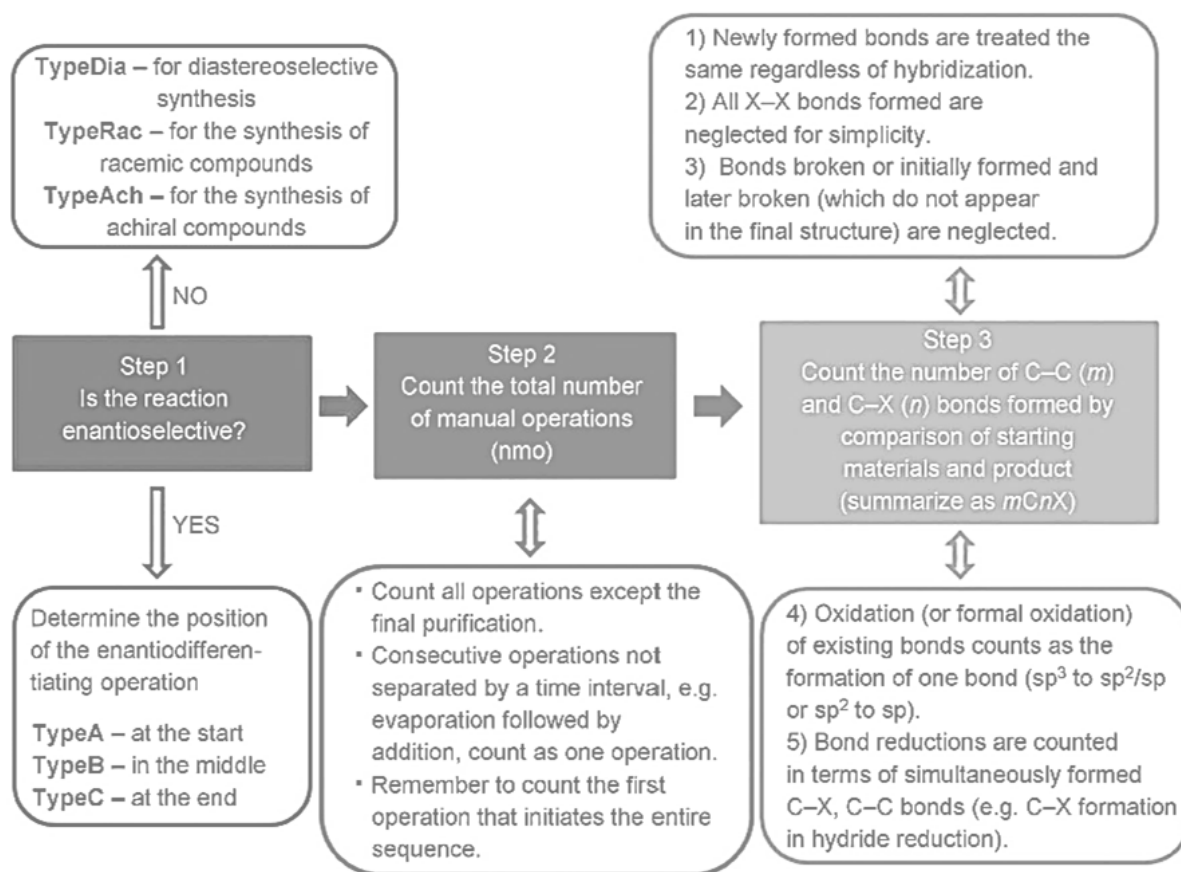 TypeDia – for diastereoselective
synthesis
TypeRac – for the synthesis of
racemic compounds
TypeAch – for the synthesis of
achiral compounds
1) Newly formed bonds are treated the
same regardless of hybridization.
2) All X–X bonds formed are
neglected for simplicity.
3) Bonds broken or initially formed and
later broken (which do not appear
in the final structure) are neglected.
NO
Step 1
Is the reaction
enantioselective?
Step 2
Count the total number
of manual operations
(nmo)
Step 3
Count the number of C–C (m)
and C–X (n) bonds formed by
comparison of starting
materials and product
(summarize as mCnX)
YES
Determine the position
of the enantiodifferen-
tiating operation
TypeA – at the start
TypeB – in the middle
TypeC – at the end
• Count all operations except the
final purification.
• Consecutive operations not
separated by a time interval, e.g.
evaporation followed by
addition, count as one operation.
• Remember to count the first
operation that initiates the entire
sequence.
4) Oxidation (or formal oxidation)
of existing bonds counts as the
formation of one bond (sp³ to sp²/sp
or sp² to sp).
5) Bond reductions are counted
in terms of simultaneously formed
C–X, C–C bonds (e.g. C–X formation
in hydride reduction).